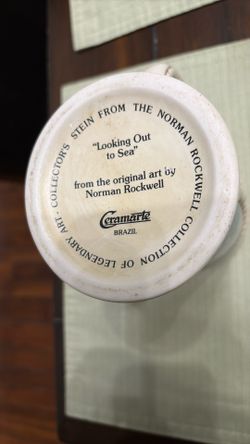 COLLECTOR'S STEIN FROM THE NORMAN ROCKWELL COLLECTION OF LEGENDARY ART.
"Looking Out
to Sea"
from the original art by
Norman Rockwell
Ceramarte
BRAZIL